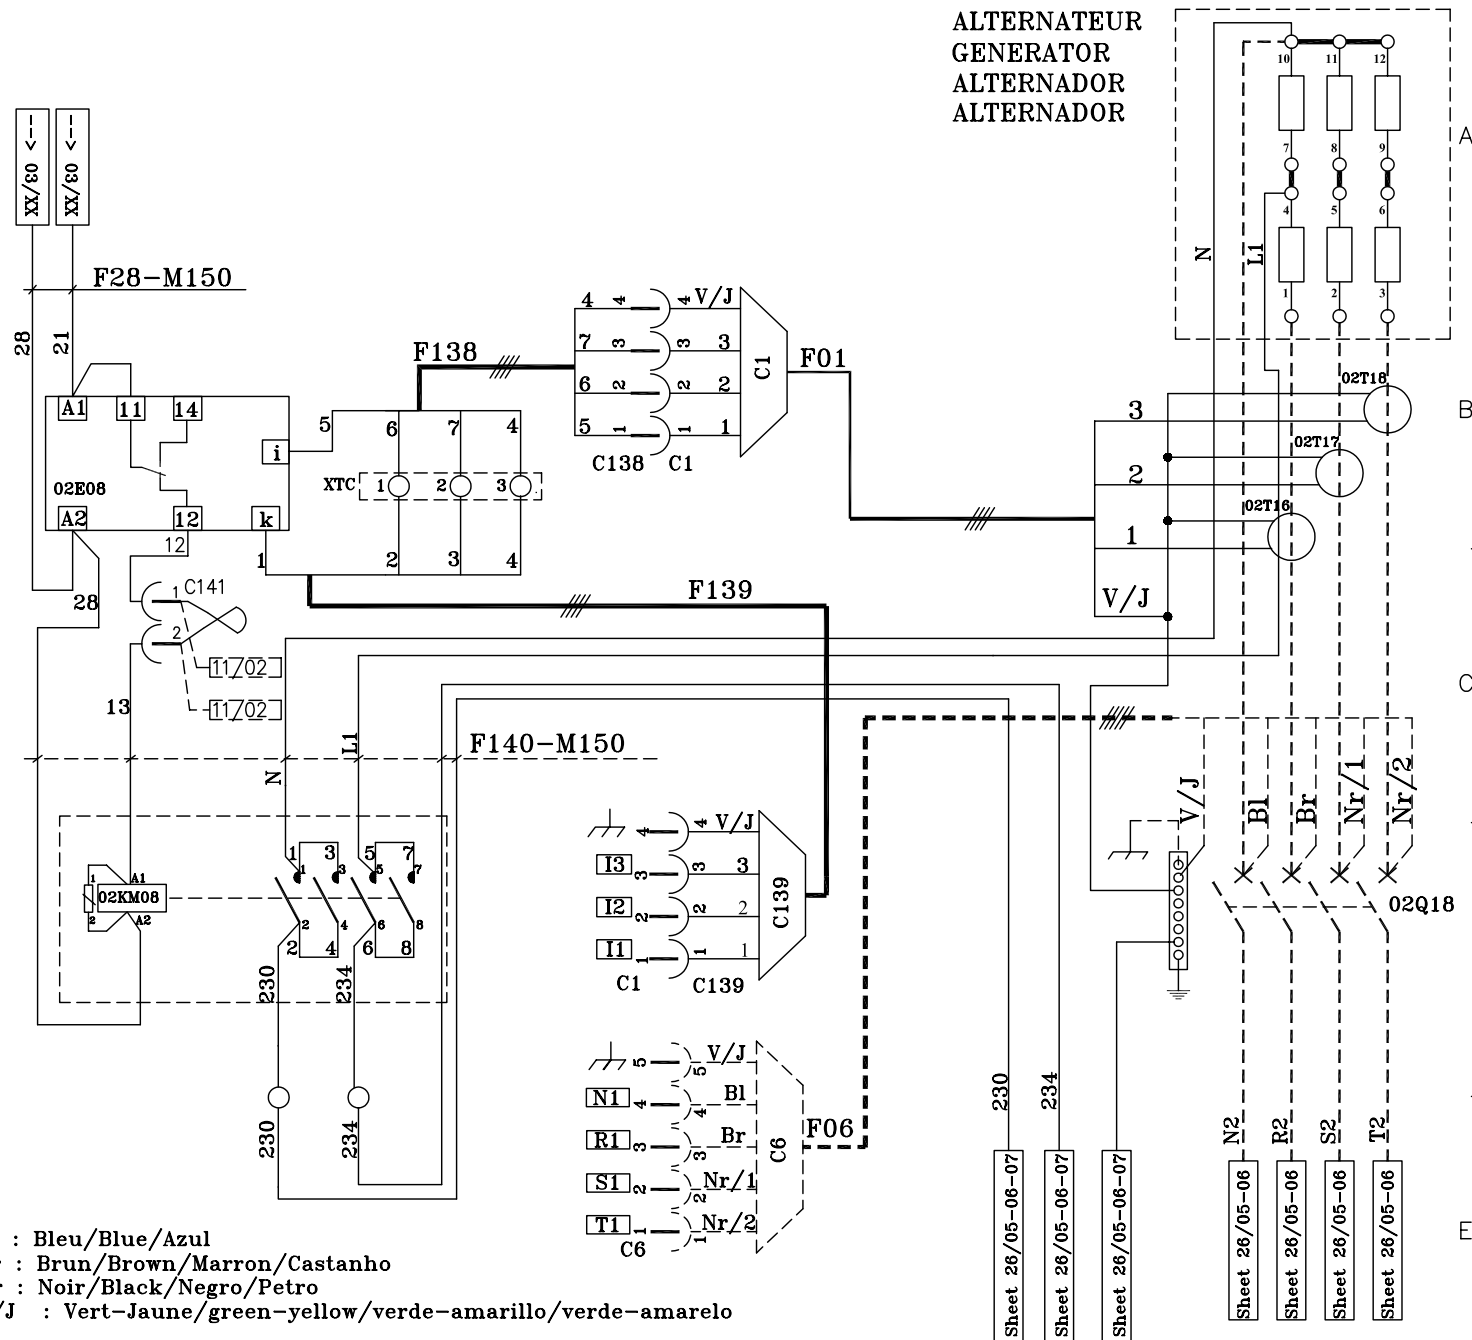 ALTERNATEUR
GENERATOR
ALTERNADOR
ALTERNADOR
10 11 12
7 8 9
4 5 6
1 2 3
N
L1
A
B
C
E
XX/03 <---
XX/03 <---
F28-M150
28
21
A1 11 14
i
02E08
A2 12 k
12
1
28
5
6 7 4
XTC 1 2 3
2 3 4
F138
4 4 4 V/J
7 3 3 3
6 2 2 2
5 1 1 1
C138 C1
C1
F01
02T18
02T17
02T16
3
2
1
V/J
F139
C141
1
2
11/02
11/02
13
F140-M150
N
L1
1 3 5 7
1 3 5 7
A1
1
02KM08
2
A2
2 4 6 8
2 4 6 8
230
234
230
234
4 4 V/J
I3 3 3 3
I2 2 2 2
I1 1 1 1
C1 C139
C139
5 5 V/J
N1 4 4 Bl
R1 3 3 Br
S1 2 2 Nr/1
T1 1 1 Nr/2
C6
C6
F06
V/J
Bl
Br
Nr/1
Nr/2
02Q18
230
234
N2
R2
S2
T2
Sheet 26/05-06-07
Sheet 26/05-06-07
Sheet 26/05-06-07
Sheet 26/05-06
Sheet 26/05-06
Sheet 26/05-06
Sheet 26/05-06
: Bleu/Blue/Azul
: Brun/Brown/Marron/Castanho
: Noir/Black/Negro/Petro
/J : Vert-Jaune/green-yellow/verde-amarillo/verde-amarelo